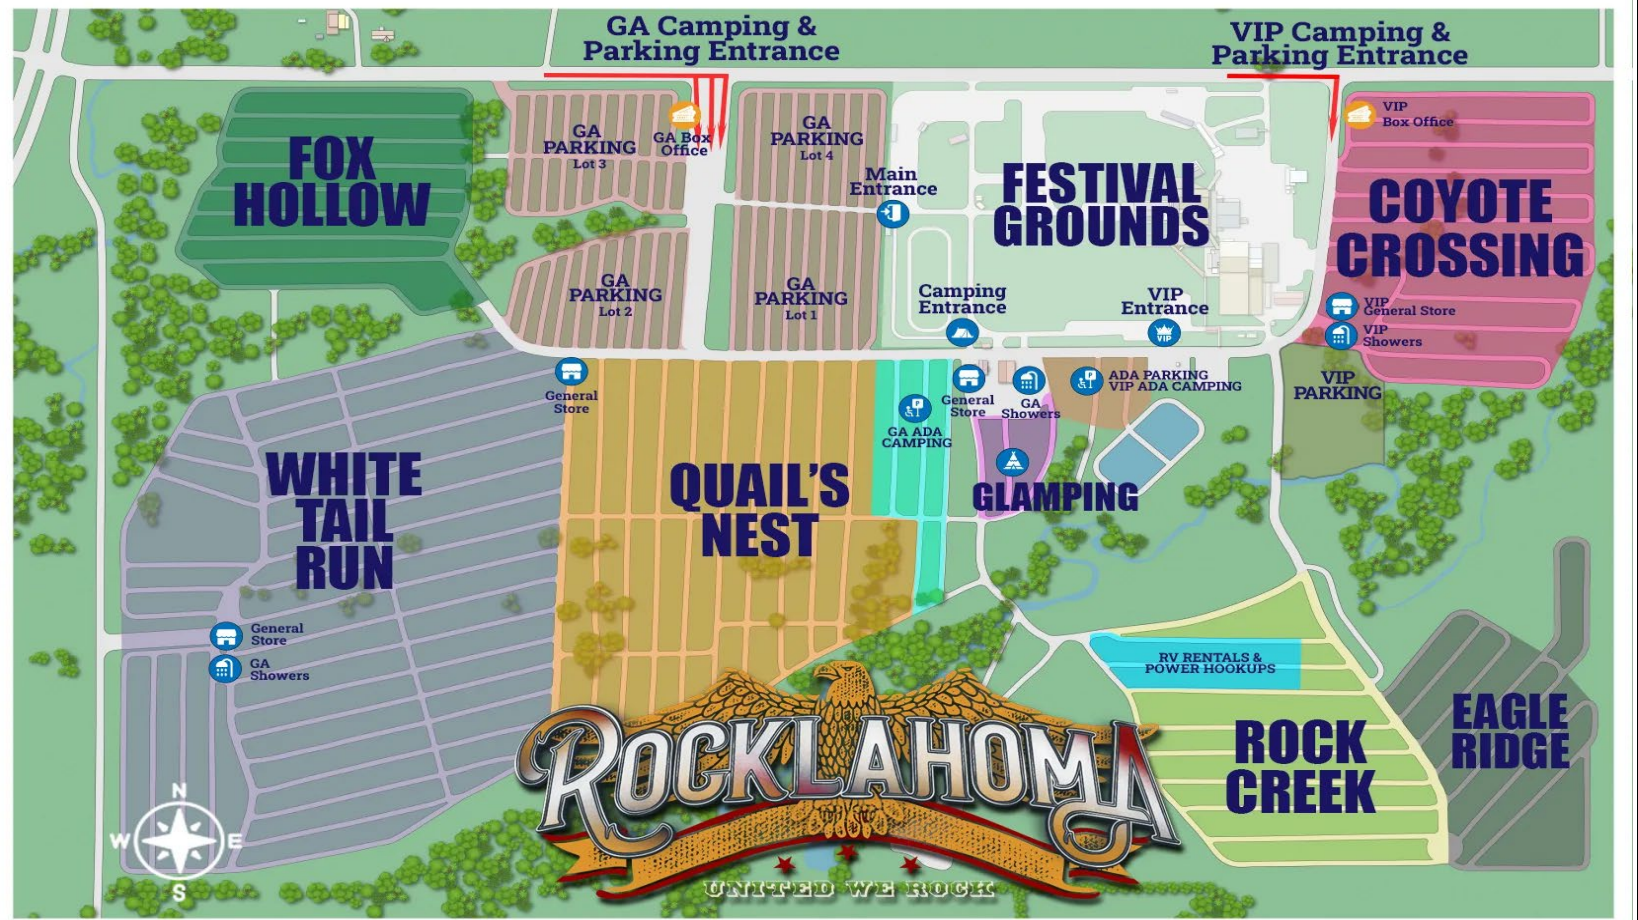 GA Camping &
Parking Entrance
VIP Camping &
Parking Entrance
FOX
HOLLOW
GA
PARKING
Lot 3
GA Box
Office
GA
PARKING
Lot 4
Main
Entrance
FESTIVAL
GROUNDS
VIP
Box Office
COYOTE
CROSSING
GA
PARKING
Lot 2
GA
PARKING
Lot 1
Camping
Entrance
VIP
Entrance
VIP
VIP
General Store
VIP
Showers
General
Store
P
GA ADA
CAMPING
General
Store
GA
Showers
P
ADA PARKING
VIP ADA CAMPING
VIP
PARKING
WHITE
TAIL
RUN
QUAIL'S
NEST
GLAMPING
General
Store
GA
Showers
RV RENTALS &
POWER HOOKUPS
ROCK
CREEK
EAGLE
RIDGE
N
W E
S
ROCKLAHOMA
UNITED WE ROCK